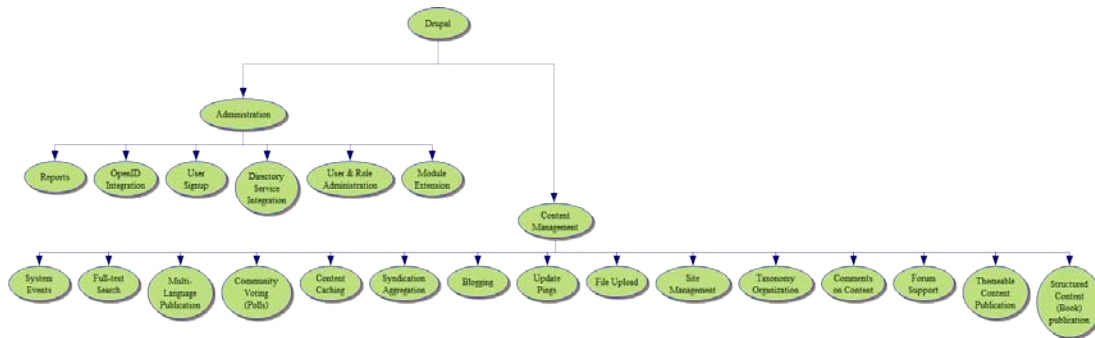 Drupal
Administration
Reports
OpenID
Integration
User
Signup
Directory
Service
Integration
User & Role
Administration
Module
Extension
Content
Management
System
Events
Full-text
Search
Multi-
Language
Publication
Community
Voting
(Polls)
Content
Caching
Syndication
Aggregation
Blogging
Update
Pings
File Upload
Site
Management
Taxonomy
Organization
Comments
on Content
Forum
Support
Themeable
Content
Publication
Structured
Content
(Book)
publication